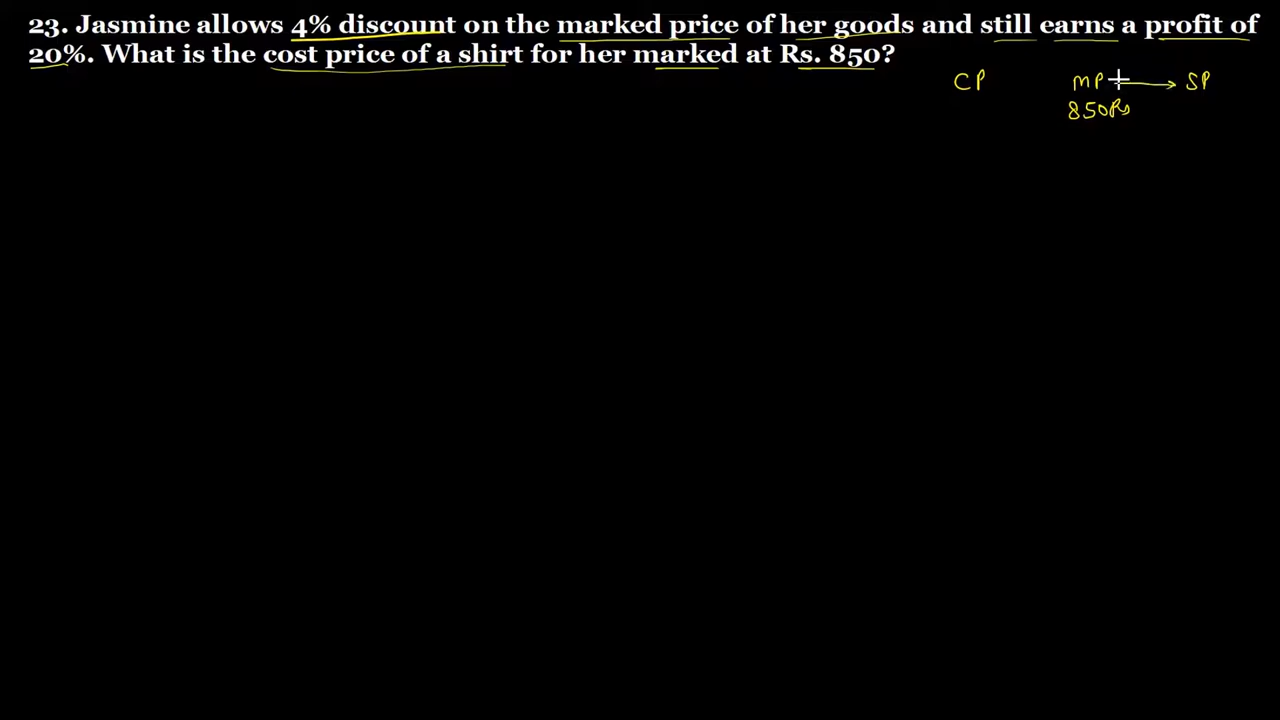 23. Jasmine allows 4% discount on the marked price of her goods and still earns a profit of
20%. What is the cost price of a shirt for her marked at Rs. 850?
CP MP SP
850Rs